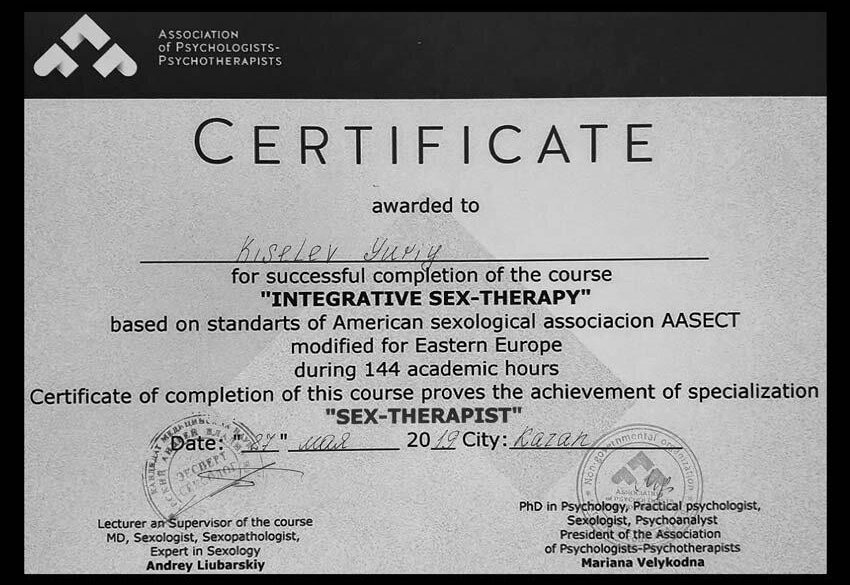 ASSOCIATION
OF PSYCHOLOGISTS-
PSYCHOTHERAPISTS
CERTIFICATE
awarded to
Kiselev Yuriy
for successful completion of the course
"INTEGRATIVE SEX-THERAPY"
based on standarts of American sexological associacion AASECT
modified for Eastern Europe
during 144 academic hours
Certificate of completion of this course proves the achievement of specialization
"SEX-THERAPIST"
Date: "27" мая 2019 City: Kazan
ЭКСПЕРТ
Non-governmental organization
Lecturer an Supervisor of the course
MD, Sexologist, Sexopathologist,
Expert in Sexology
Andrey Liubarskiy
PhD in Psychology, Practical psychologist,
Sexologist, Psychoanalyst
President of the Association
of Psychologists-Psychotherapists
Mariana Velykodna